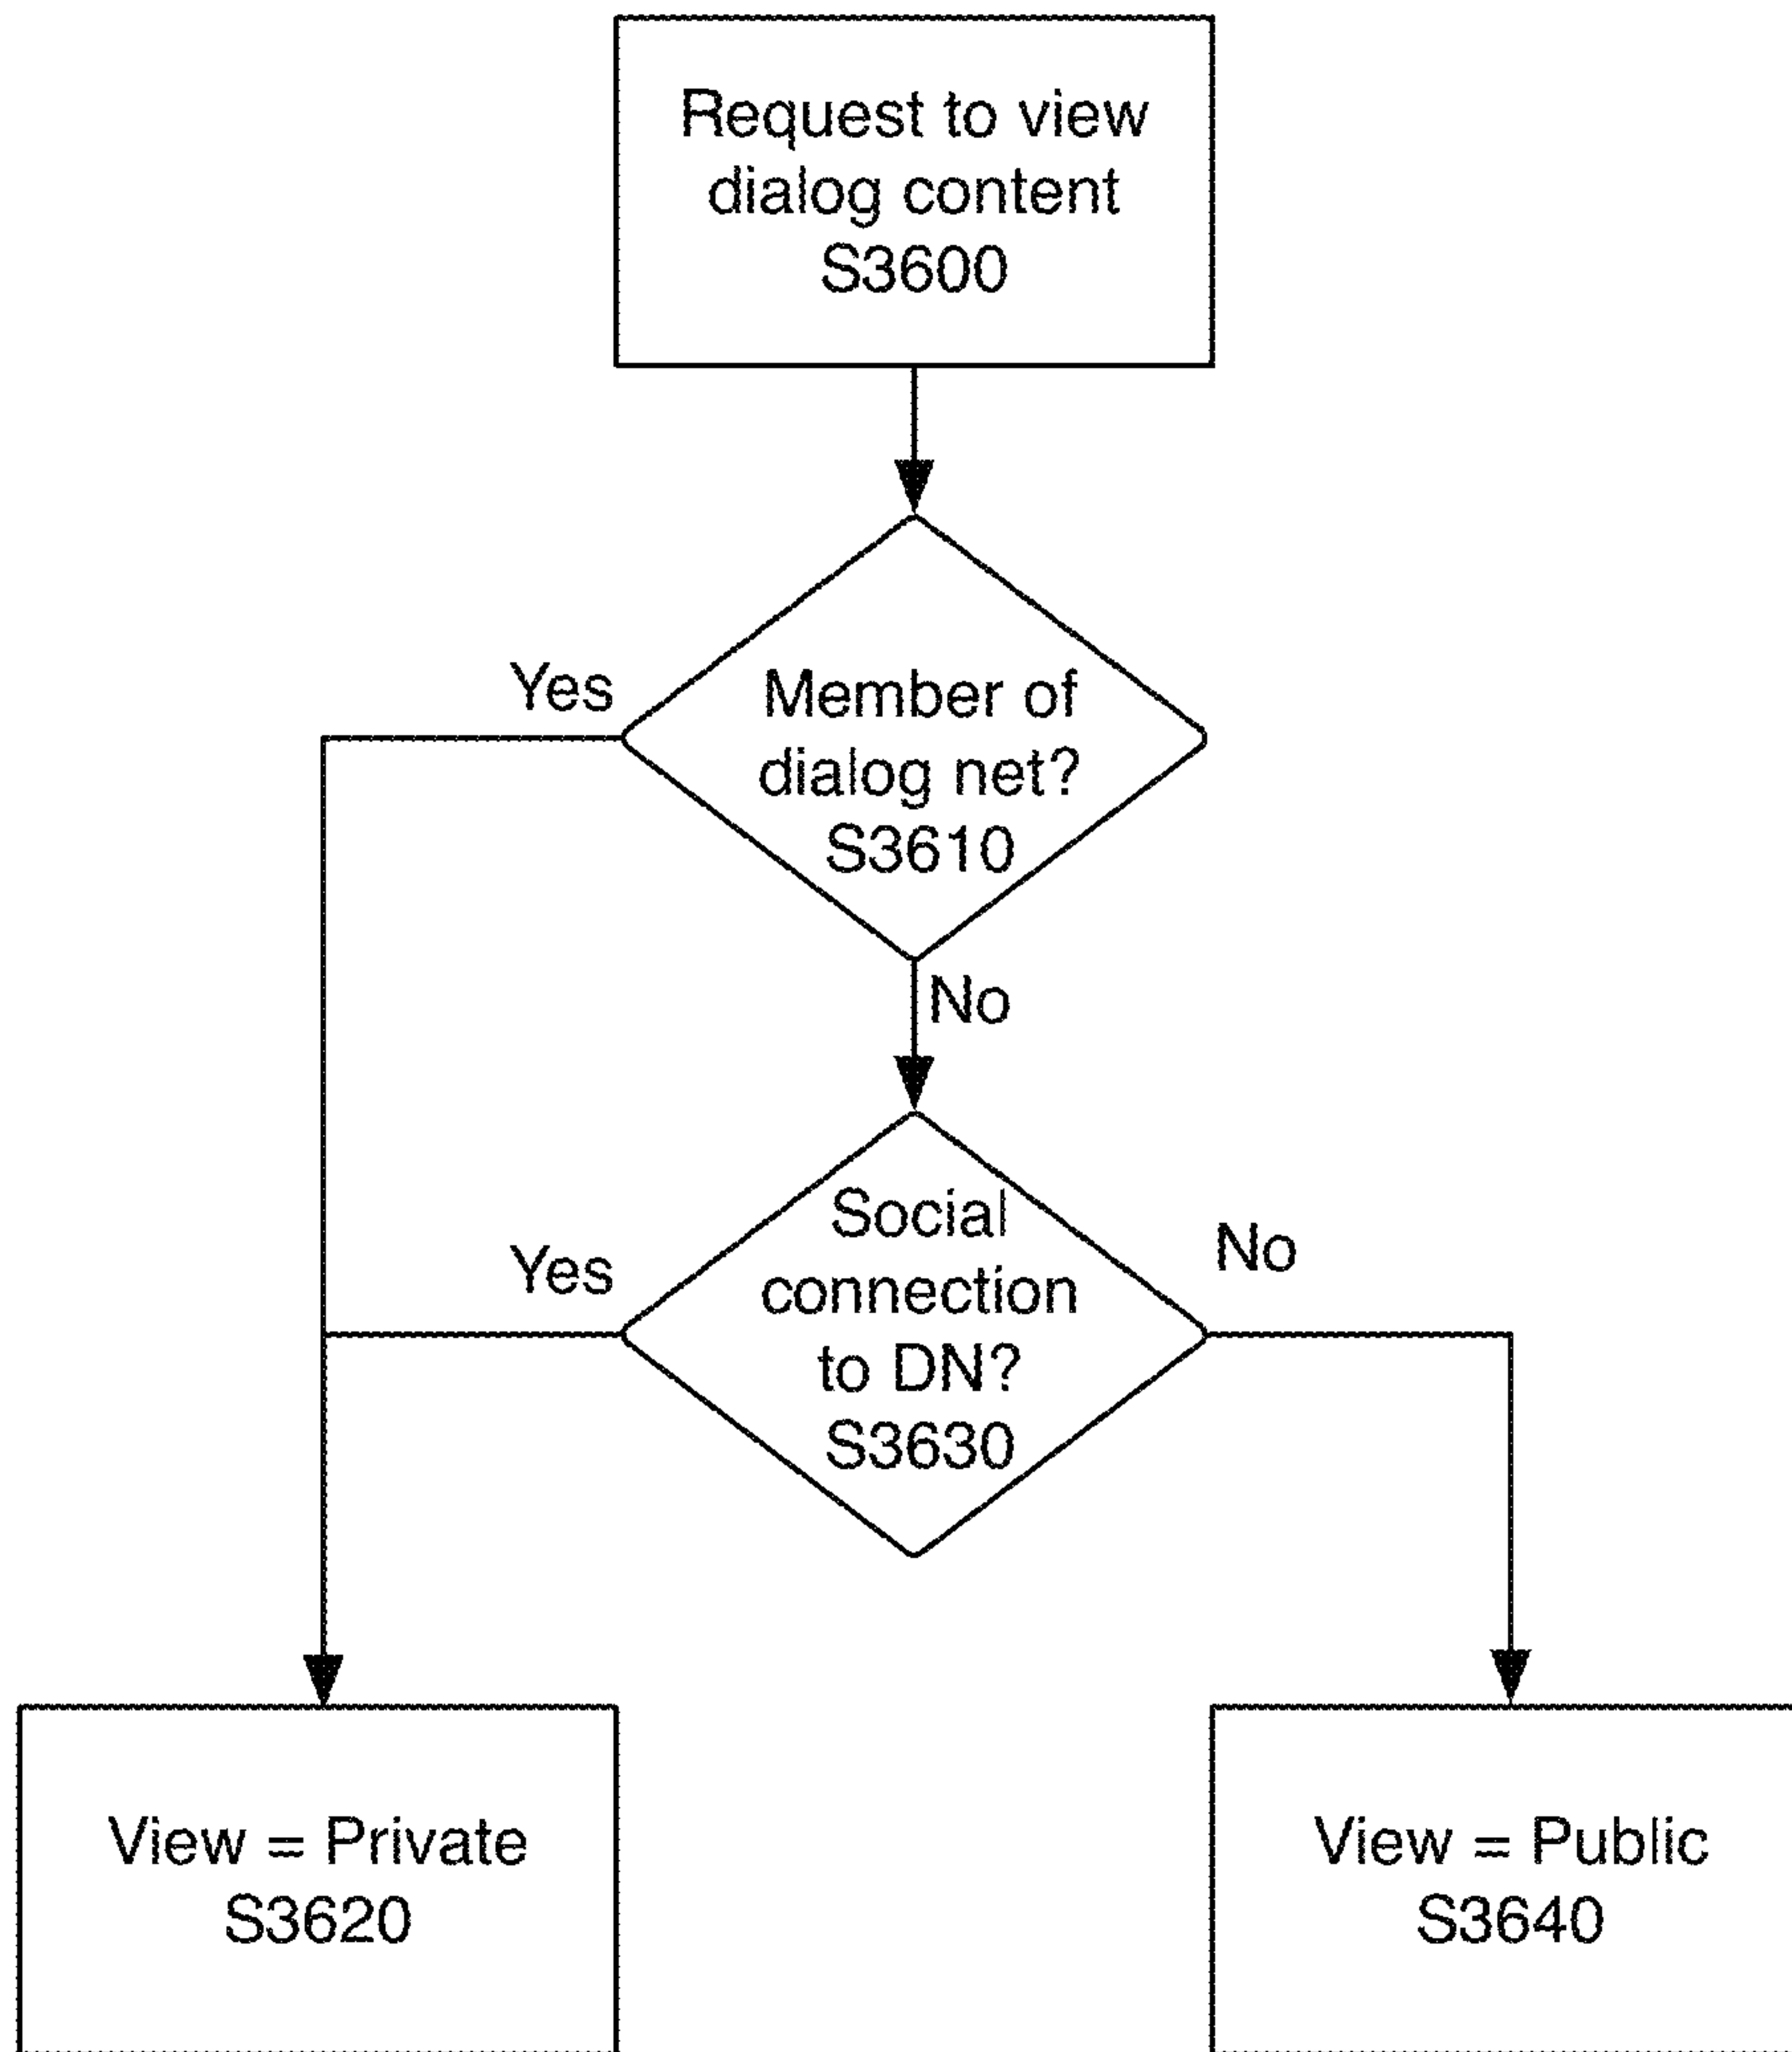 Request to view
dialog content
S3600
Yes
Member of
dialog net?
S3610
No
Social
connection
to DN?
S3630
Yes
No
View = Private
S3620
View = Public
S3640